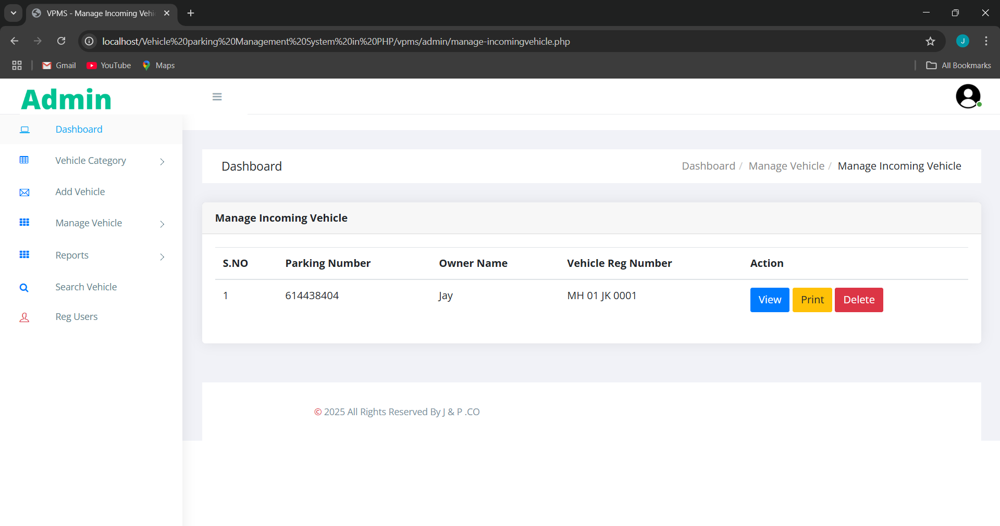 VPMS - Manage Incoming Vehi
localhost/Vehicle%20parking%20Management%20System%20in%20PHP/vpms/admin/manage-incomingvehicle.php
J
Gmail
YouTube
Maps
All Bookmarks
Admin
Dashboard
Vehicle Category
Add Vehicle
Manage Vehicle
Reports
Search Vehicle
Reg Users
Dashboard
Dashboard / Manage Vehicle / Manage Incoming Vehicle
Manage Incoming Vehicle
S.NO Parking Number Owner Name Vehicle Reg Number Action
1 614438404 Jay MH 01 JK 0001 View Print Delete
© 2025 All Rights Reserved By J & P .CO